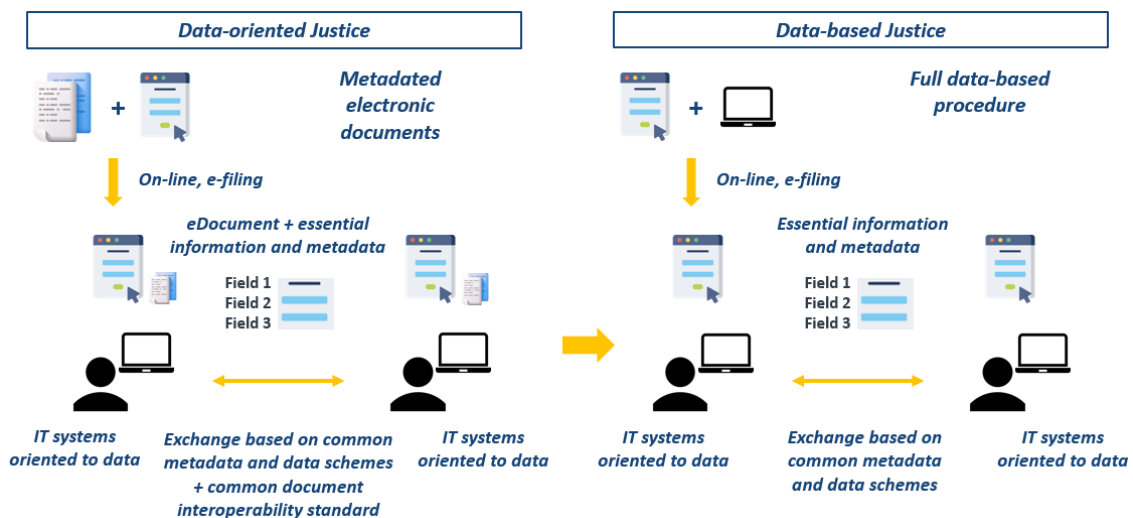 Data-oriented Justice
Metadated
electronic
documents
On-line, e-filing
eDocument + essential
information and metadata
Field 1
Field 2
Field 3
IT systems
oriented to data
Exchange based on common
metadata and data schemes
+ common document
interoperability standard
IT systems
oriented to data
Data-based Justice
Full data-based
procedure
On-line, e-filing
Essential information
and metadata
Field 1
Field 2
Field 3
IT systems
oriented to data
Exchange based on
common metadata
and data schemes
IT systems
oriented to data